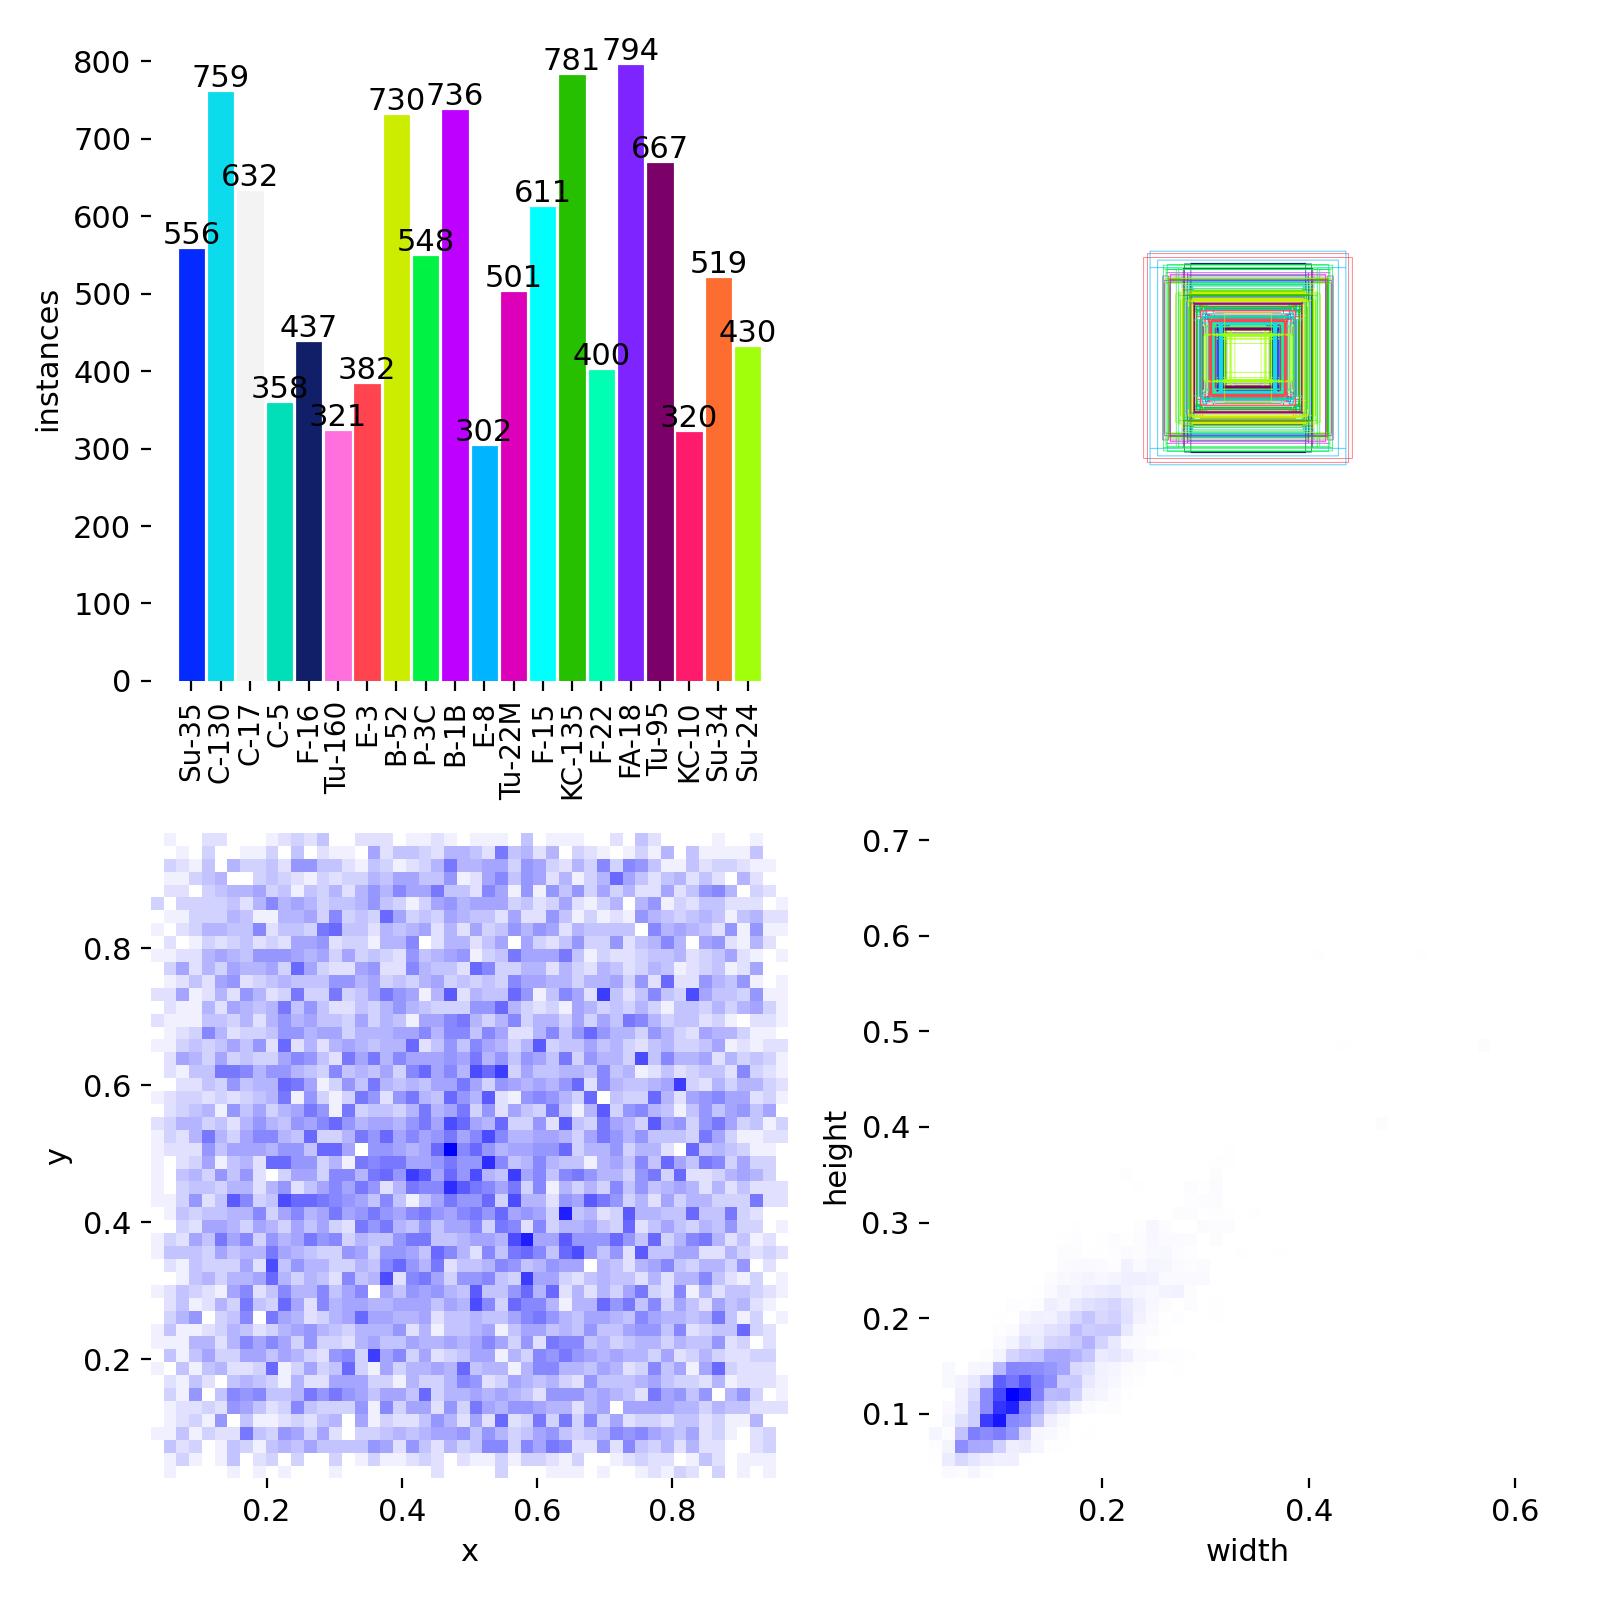 800
700
600
500
400
300
200
100
0
instances
556
759
632
358
437
321
382
730
548
736
302
501
611
781
400
794
667
320
519
430
Su-35
C-130
C-17
C-5
F-16
Tu-160
E-3
B-52
P-3C
B-1B
E-8
Tu-22M
F-15
KC-135
F-22
FA-18
Tu-95
KC-10
Su-34
Su-24
0.8
0.6
0.4
0.2
y
0.2 0.4 0.6 0.8
x
0.7
0.6
0.5
0.4
0.3
0.2
0.1
height
0.2 0.4 0.6
width